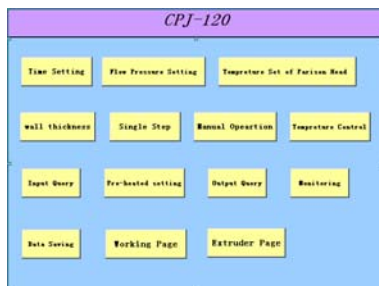 CPJ-120
Time Setting
Flow Pressure Setting
Temprature Set of Parison Head
wall thickness
Single Step
Manual Opeartion
Temprature Control
Input Query
Pre-heated setting
Output Query
Monitoring
Data Saving
Working Page
Extruder Page